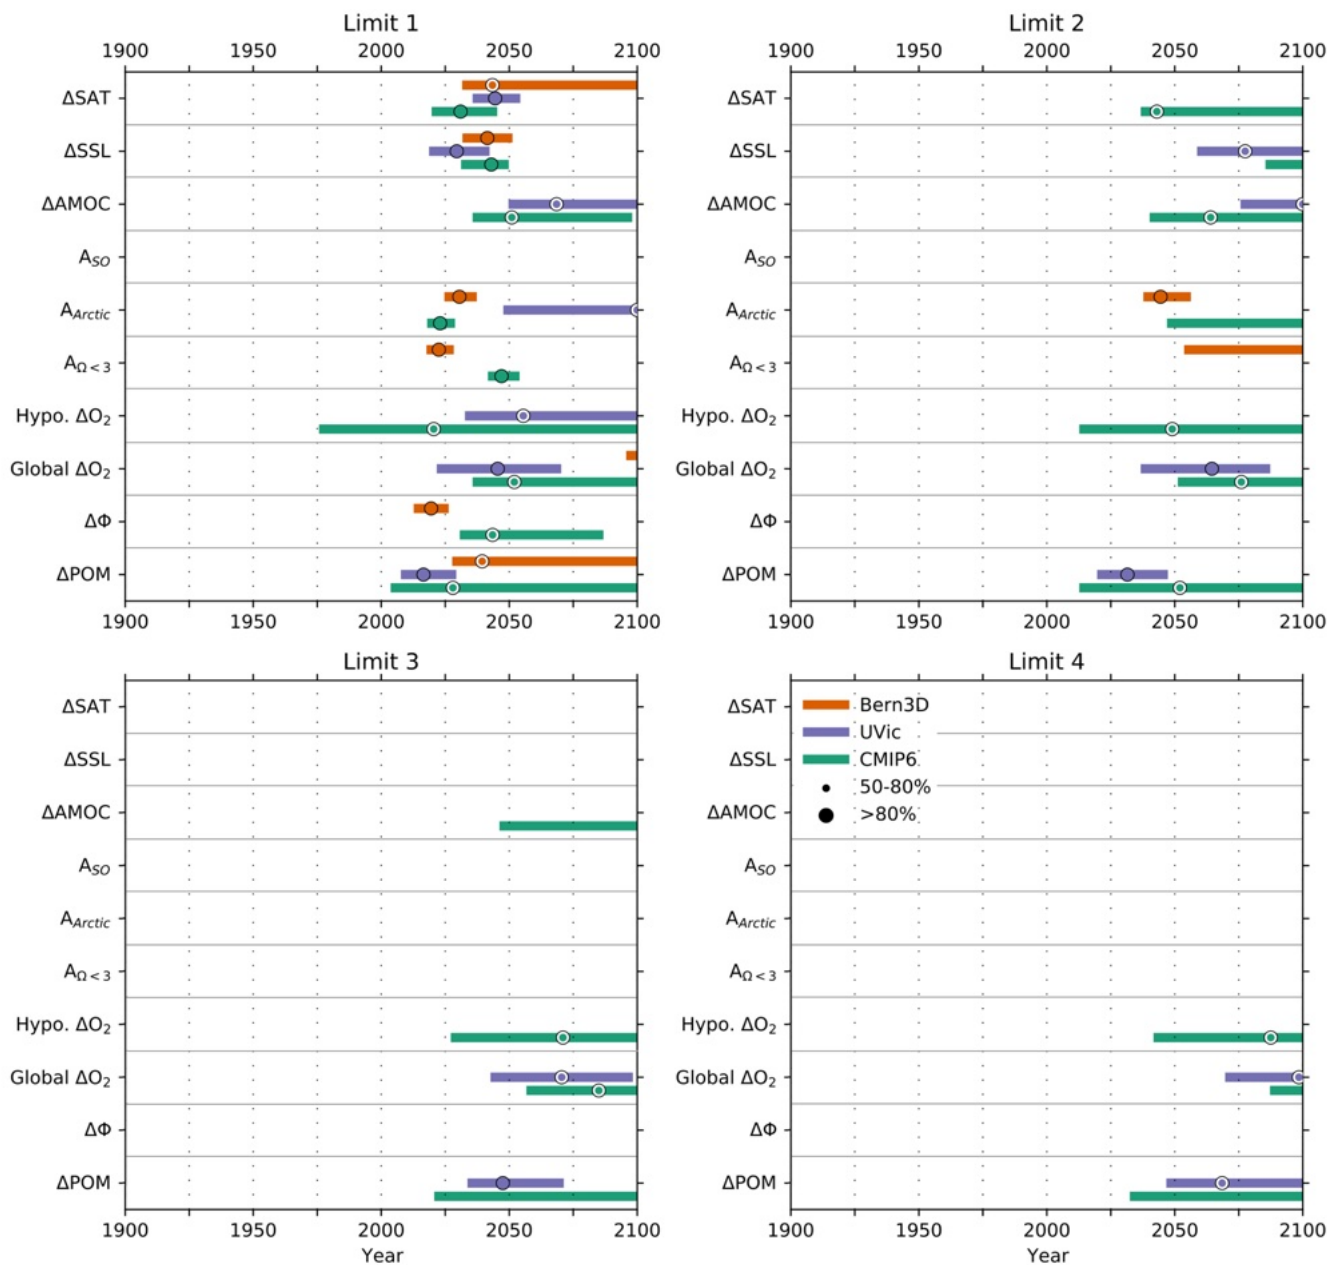 Limit 1
1900 1950 2000 2050 2100
ΔSAT
ΔSSL
ΔAMOC
A_SO
A_Arctic
A_Ω<3
Hypo. ΔO₂
Global ΔO₂
ΔΦ
ΔPOM
1900 1950 2000 2050 2100
Limit 2
1900 1950 2000 2050 2100
ΔSAT
ΔSSL
ΔAMOC
A_SO
A_Arctic
A_Ω<3
Hypo. ΔO₂
Global ΔO₂
ΔΦ
ΔPOM
1900 1950 2000 2050 2100
Limit 3
ΔSAT
ΔSSL
ΔAMOC
A_SO
A_Arctic
A_Ω<3
Hypo. ΔO₂
Global ΔO₂
ΔΦ
ΔPOM
1900 1950 2000 2050 2100
Year
Limit 4
ΔSAT
ΔSSL
ΔAMOC
A_SO
A_Arctic
A_Ω<3
Hypo. ΔO₂
Global ΔO₂
ΔΦ
ΔPOM
Bern3D
UVic
CMIP6
50-80%
>80%
1900 1950 2000 2050 2100
Year